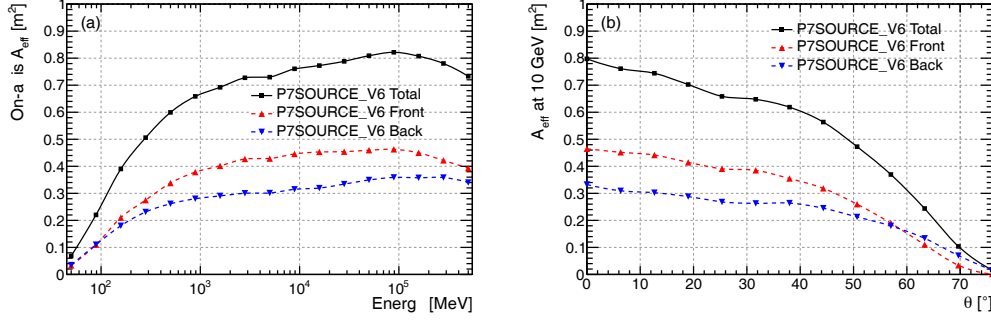 (a)
On-a is A_eff [m²]
1
0.9
0.8
0.7
0.6
0.5
0.4
0.3
0.2
0.1
0
P7SOURCE_V6 Total
P7SOURCE_V6 Front
P7SOURCE_V6 Back
10² 10³ 10⁴ 10⁵
Energ [MeV]
(b)
A_eff at 10 GeV [m²]
1
0.9
0.8
0.7
0.6
0.5
0.4
0.3
0.2
0.1
0
P7SOURCE_V6 Total
P7SOURCE_V6 Front
P7SOURCE_V6 Back
0 10 20 30 40 50 60 70
θ [°]